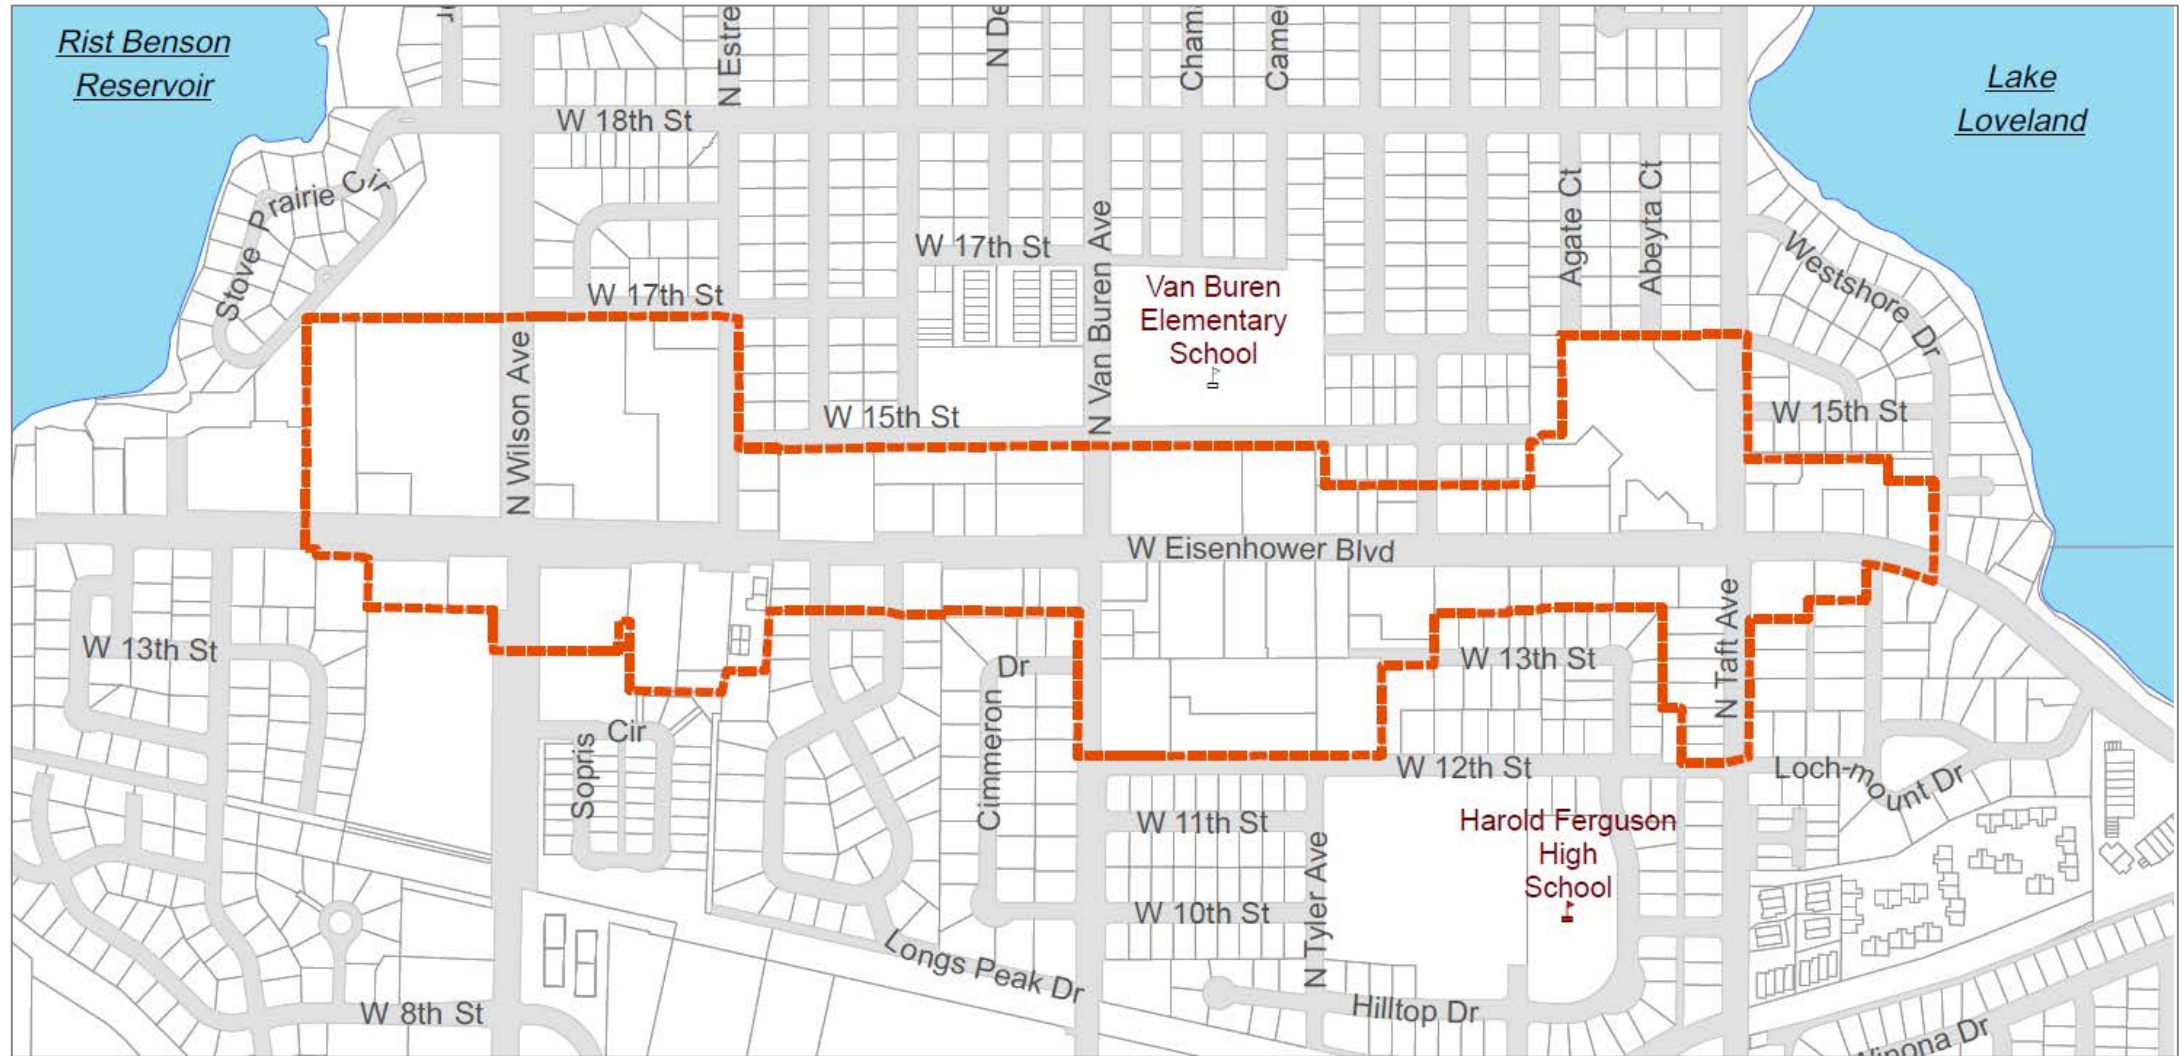 Rist Benson
Reservoir
Lake
Loveland
N Estre
N De
Cham
Came
W 18th St
Stove Prairie Cir
W 17th St
W 17th St
N Van Buren Ave
Agate Ct
Abeyta Ct
Westshore Dr
Van Buren
Elementary
School
N Wilson Ave
W 15th St
W 15th St
W Eisenhower Blvd
W 13th St
W 13th St
N Taft Ave
Cimmeron Dr
Sopris Cir
W 12th St
Loch-mount Dr
W 11th St
Harold Ferguson
High
School
N Tyler Ave
W 10th St
Longs Peak Dr
W 8th St
Hilltop Dr
Winona Dr